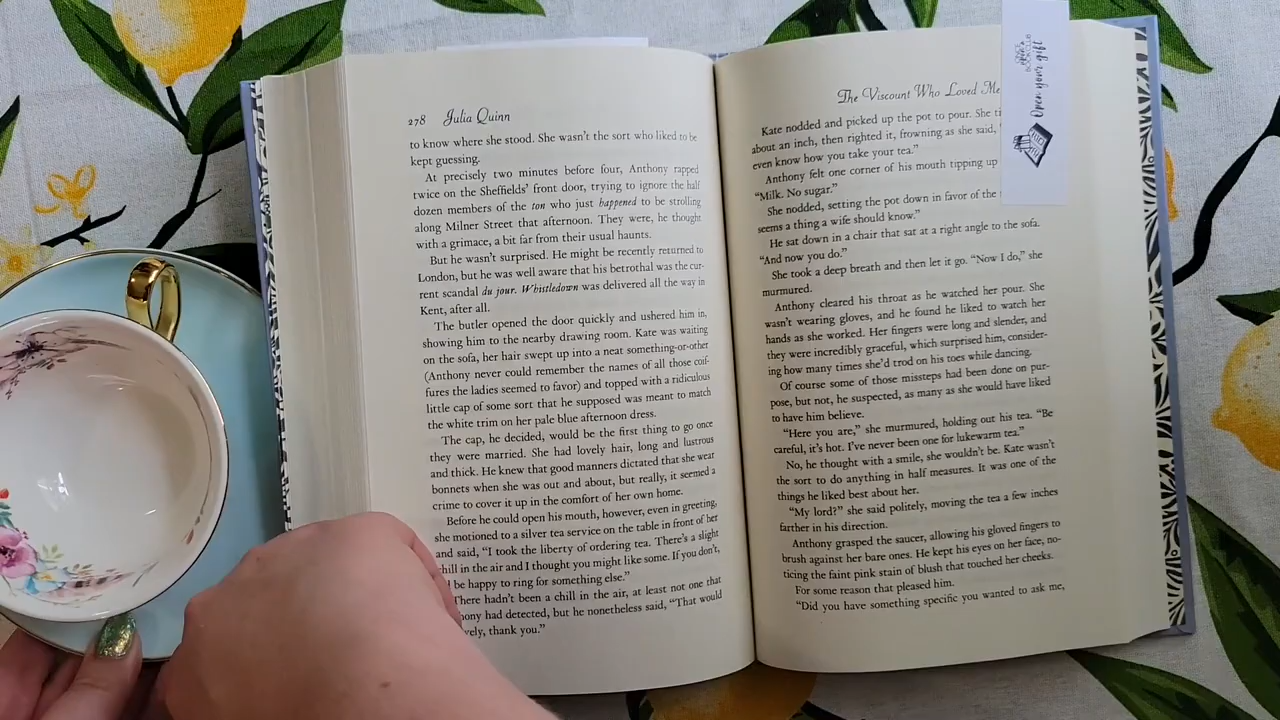 278 Julia Quinn
to know where she stood. She wasn't the sort who liked to be
kept guessing.
At precisely two minutes before four, Anthony rapped
twice on the Sheffields' front door, trying to ignore the half
dozen members of the ton who just happened to be strolling
along Milner Street that afternoon. They were, he thought
with a grimace, a bit far from their usual haunts.
But he wasn't surprised. He might be recently returned to
London, but he was well aware that his betrothal was the cur-
rent scandal du jour. Whistledown was delivered all the way in
Kent, after all.
The butler opened the door quickly and ushered him in,
showing him to the nearby drawing room. Kate was waiting
on the sofa, her hair swept up into a neat something-or-other
(Anthony never could remember the names of all those coif-
fures the ladies seemed to favor) and topped with a ridiculous
little cap of some sort that he supposed was meant to match
the white trim on her pale blue afternoon dress.
The cap, he decided, would be the first thing to go once
they were married. She had lovely hair, long and lustrous
and thick. He knew that good manners dictated that she wear
bonnets when she was out and about, but really, it seemed a
crime to cover it up in the comfort of her own home.
Before he could open his mouth, however, even in greeting,
she motioned to a silver tea service on the table in front of her
and said, "I took the liberty of ordering tea. There's a slight
chill in the air and I thought you might like some. If you don't,
be happy to ring for something else."
There hadn't been a chill in the air, at least not one that
hony had detected, but he nonetheless said, "That would
vely, thank you."
The Viscount Who Loved Me
Kate nodded and picked up the pot to pour. She ti
about an inch, then righted it, frowning as she said,
even know how you take your tea."
Anthony felt one corner of his mouth tipping up
"Milk. No sugar."
She nodded, setting the pot down in favor of the
seems a thing a wife should know."
He sat down in a chair that sat at a right angle to the sofa.
"And now you do."
She took a deep breath and then let it go. "Now I do," she
murmured.
Anthony cleared his throat as he watched her pour. She
wasn't wearing gloves, and he found he liked to watch her
hands as she worked. Her fingers were long and slender, and
they were incredibly graceful, which surprised him, consider-
ing how many times she'd trod on his toes while dancing.
Of course some of those missteps had been done on pur-
pose, but not, he suspected, as many as she would have liked
to have him believe.
"Here you are," she murmured, holding out his tea. "Be
careful, it's hot. I've never been one for lukewarm tea."
No, he thought with a smile, she wouldn't be. Kate wasn't
the sort to do anything in half measures. It was one of the
things he liked best about her.
"My lord?" she said politely, moving the tea a few inches
farther in his direction.
Anthony grasped the saucer, allowing his gloved fingers to
brush against her bare ones. He kept his eyes on her face, no-
ticing the faint pink stain of blush that touched her cheeks.
For some reason that pleased him.
"Did you have something specific you wanted to ask me,
ONCE
upon a
BOOK CLUB
Open your gift